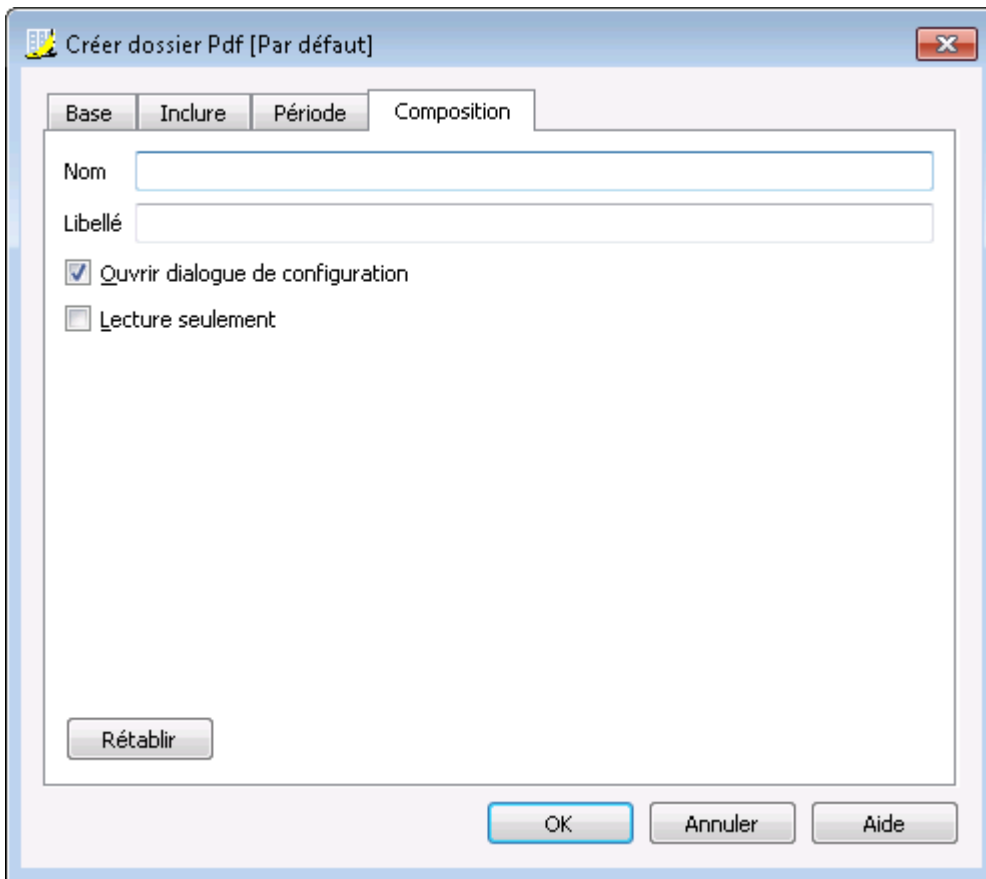 Créer dossier Pdf [Par défaut]
Base Inclure Période Composition
Nom
Libellé
Ouvrir dialogue de configuration
Lecture seulement
Rétablir
OK Annuler Aide